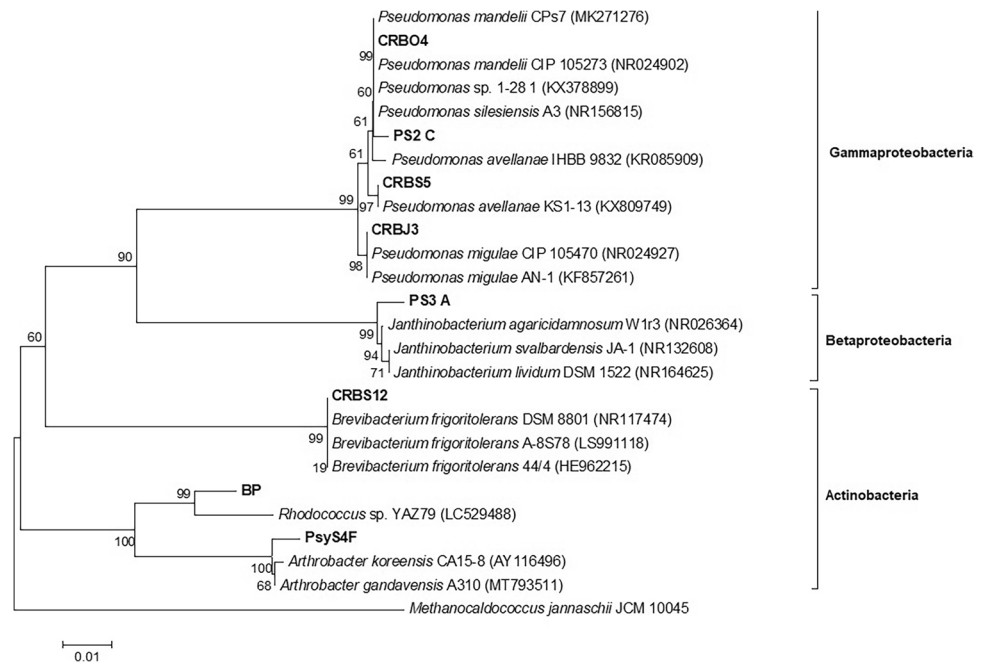 Pseudomonas mandelii CPs7 (MK271276)
CRBO4
99
Pseudomonas mandelii CIP 105273 (NR024902)
60
Pseudomonas sp. 1-28 1 (KX378899)
Pseudomonas silesiensis A3 (NR156815)
61
PS2 C
61
Pseudomonas avellanae IHBB 9832 (KR085909)
Gammaproteobacteria
CRBS5
99
97
Pseudomonas avellanae KS1-13 (KX809749)
CRBJ3
Pseudomonas migulae CIP 105470 (NR024927)
90
98
Pseudomonas migulae AN-1 (KF857261)
PS3 A
Janthinobacterium agaricidamnosum W1r3 (NR026364)
99
Betaproteobacteria
60
Janthinobacterium svalbardensis JA-1 (NR132608)
94
71
Janthinobacterium lividum DSM 1522 (NR164625)
CRBS12
Brevibacterium frigoritolerans DSM 8801 (NR117474)
99
Brevibacterium frigoritolerans A-8S78 (LS991118)
19
Brevibacterium frigoritolerans 44/4 (HE962215)
99
BP
Actinobacteria
Rhodococcus sp. YAZ79 (LC529488)
100
PsyS4F
Arthrobacter koreensis CA15-8 (AY116496)
100
68
Arthrobacter gandavensis A310 (MT793511)
Methanocaldococcus jannaschii JCM 10045
0.01